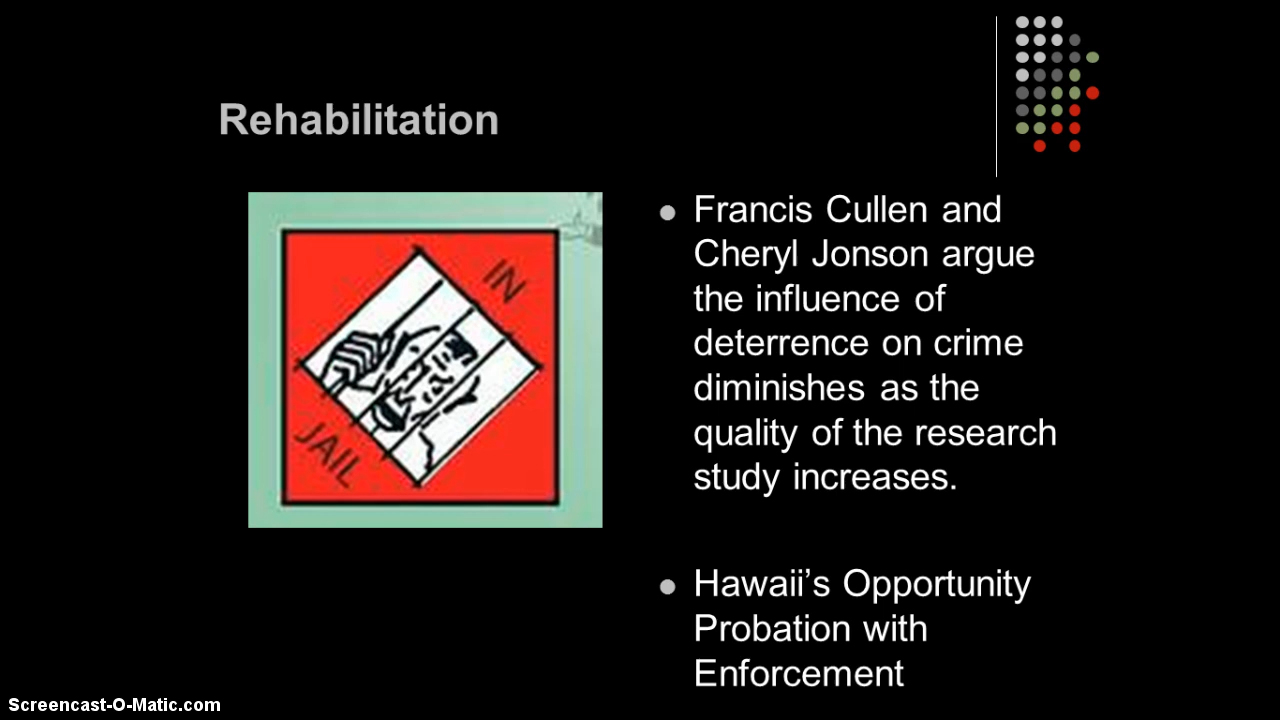 Rehabilitation
IN
JAIL
Francis Cullen and
Cheryl Jonson argue
the influence of
deterrence on crime
diminishes as the
quality of the research
study increases.
Hawaii’s Opportunity
Probation with
Enforcement
Screencast-O-Matic.com